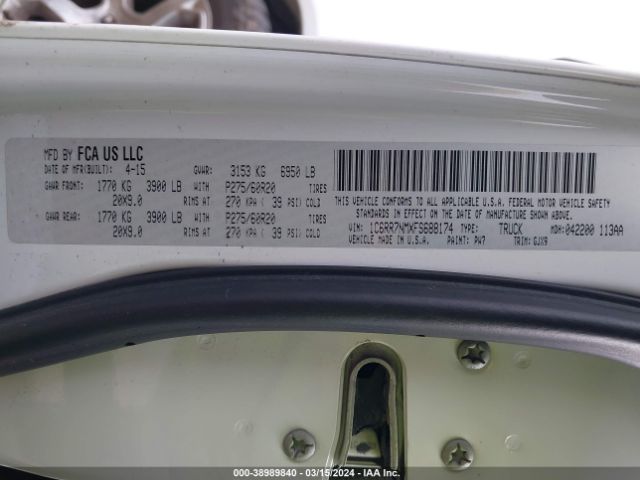 MFD BY FCA US LLC
DATE OF MFR(BUILT): 4-15 GVWR: 3153 KG 6950 LB
GAWR FRONT: 1770 KG 3900 LB WITH P275/60R20 TIRES
20X9.0 RIMS AT 270 KPA ( 39 PSI) COLD
GAWR REAR: 1770 KG 3900 LB WITH P275/60R20 TIRES
20X9.0 RIMS AT 270 KPA ( 39 PSI) COLD
THIS VEHICLE CONFORMS TO ALL APPLICABLE U.S.A. FEDERAL MOTOR VEHICLE SAFETY
STANDARDS IN EFFECT ON THE DATE OF MANUFACTURE SHOWN ABOVE.
VIN: 1C6RR7WMXFS688174 TYPE: TRUCK MDH: 042200 113AA
VEHICLE MADE IN U.S.A. PAINT: PW7 TRIM: GJX9
000-38989840 - 03/15/2024 - IAA Inc.